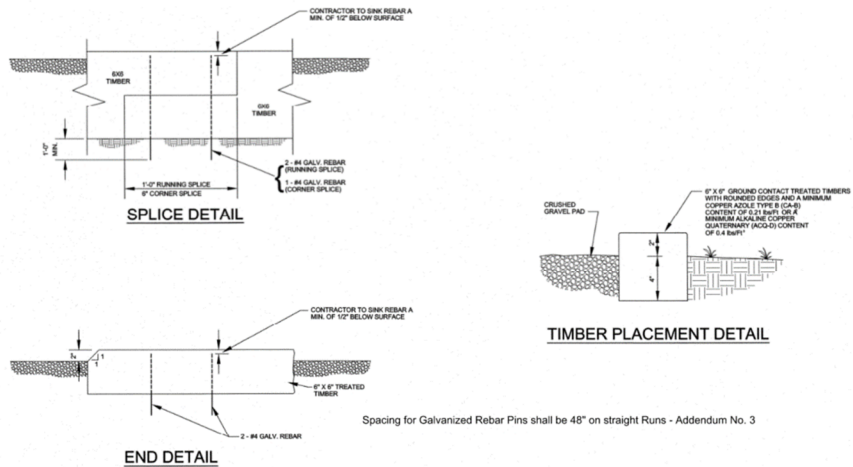 CONTRACTOR TO SINK REBAR A
MIN. OF 1/2" BELOW SURFACE
6X6
TIMBER
6X6
TIMBER
1'-0"
MIN.
2 - #4 GALV. REBAR
(RUNNING SPLICE)
1 - #4 GALV. REBAR
(CORNER SPLICE)
1'-0" RUNNING SPLICE
6" CORNER SPLICE
SPLICE DETAIL
CRUSHED
GRAVEL PAD
6" X 6" GROUND CONTACT TREATED TIMBERS
WITH ROUNDED EDGES AND A MINIMUM
COPPER AZOLE TYPE B (CA-B)
CONTENT OF 0.21 lbs/Ft OR A
MINIMUM ALKALINE COPPER
QUATERNARY (ACQ-D) CONTENT
OF 0.4 lbs/Ft³
4"
TIMBER PLACEMENT DETAIL
CONTRACTOR TO SINK REBAR A
MIN. OF 1/2" BELOW SURFACE
1
1
6" X 6" TREATED
TIMBER
2 - #4 GALV. REBAR
END DETAIL
Spacing for Galvanized Rebar Pins shall be 48" on straight Runs - Addendum No. 3